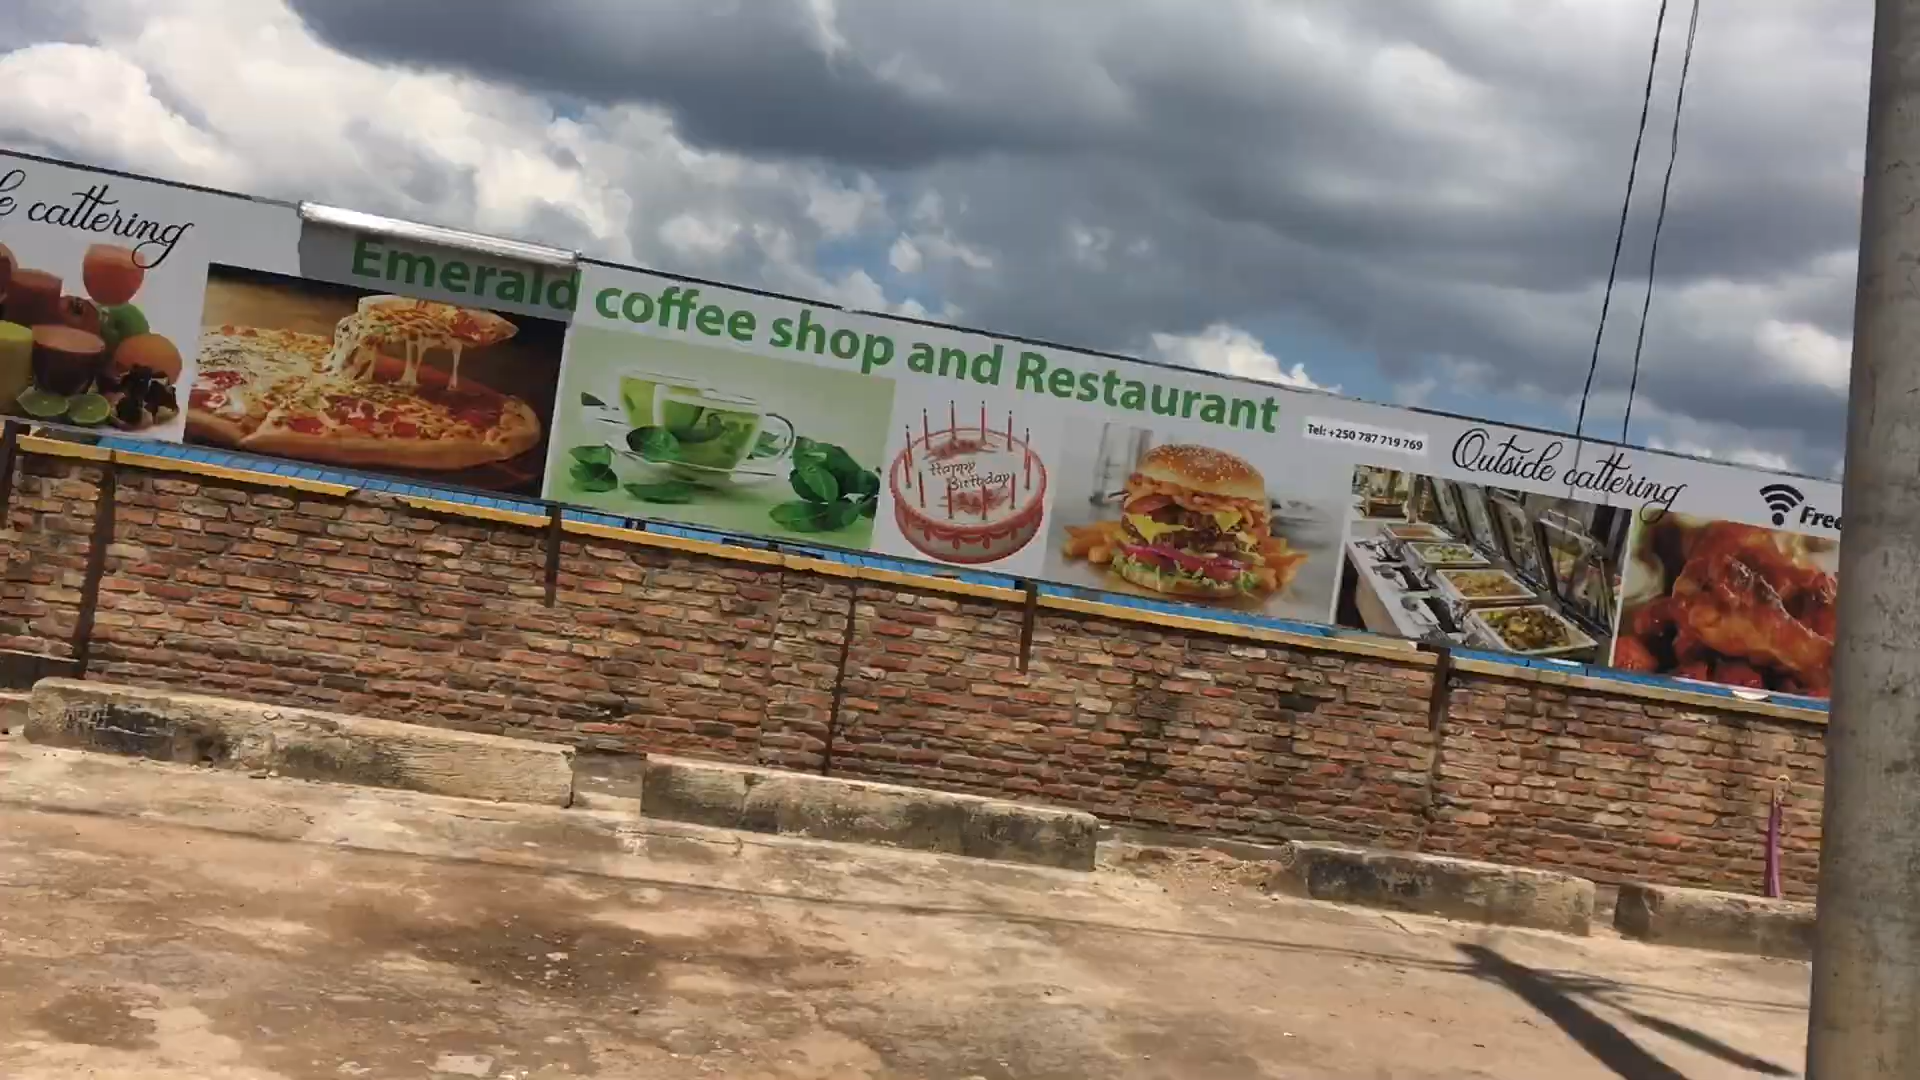 cattering
Emerald coffee shop and Restaurant
Tel: +250 787 719 769
Outside cattering
Free
Happy
Birthday